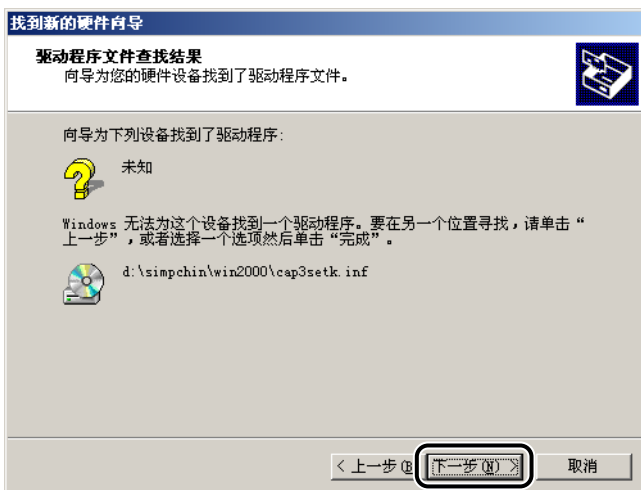 找到新的硬件向导
驱动程序文件查找结果
向导为您的硬件设备找到了驱动程序文件。
向导为下列设备找到了驱动程序:
未知
Windows 无法为这个设备找到一个驱动程序。要在另一个位置寻找，请单击“
上一步”，或者选择一个选项然后单击“完成”。
d:\simpchin\win2000\cap3setk.inf
< 上一步(B 下一步(N) > 取消